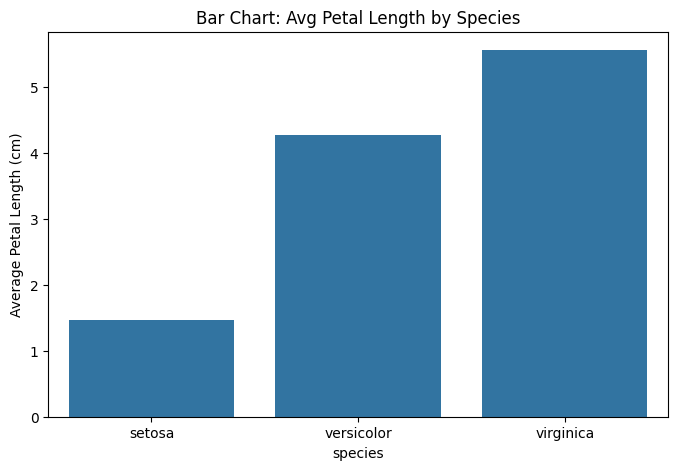 Bar Chart: Avg Petal Length by Species
Average Petal Length (cm)
5
4
3
2
1
0
setosa
versicolor
virginica
species